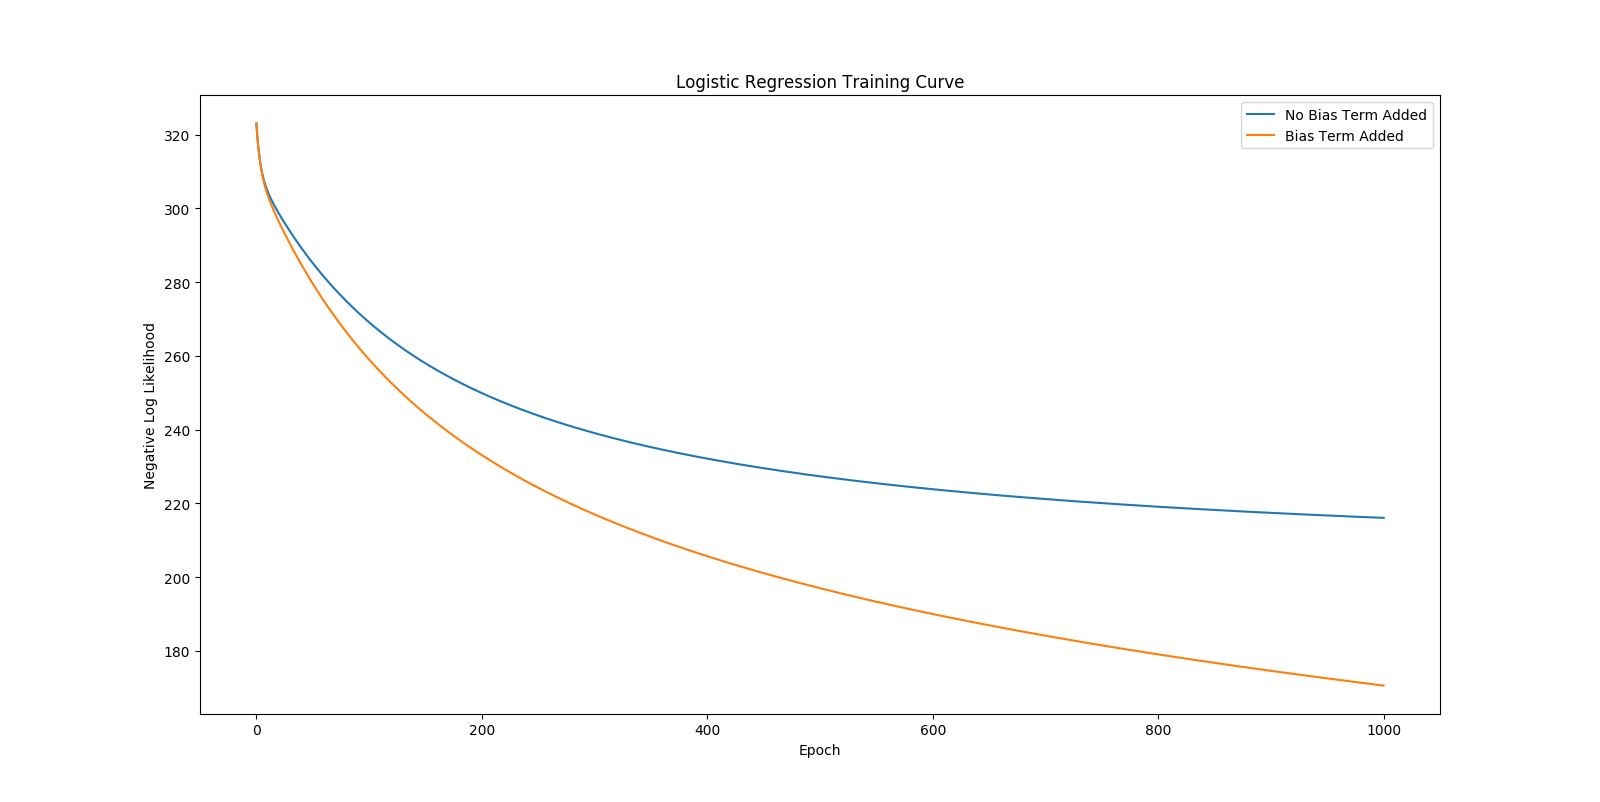 Logistic Regression Training Curve
No Bias Term Added
Bias Term Added
320
300
280
260
240
220
200
180
Negative Log Likelihood
0 200 400 600 800 1000
Epoch